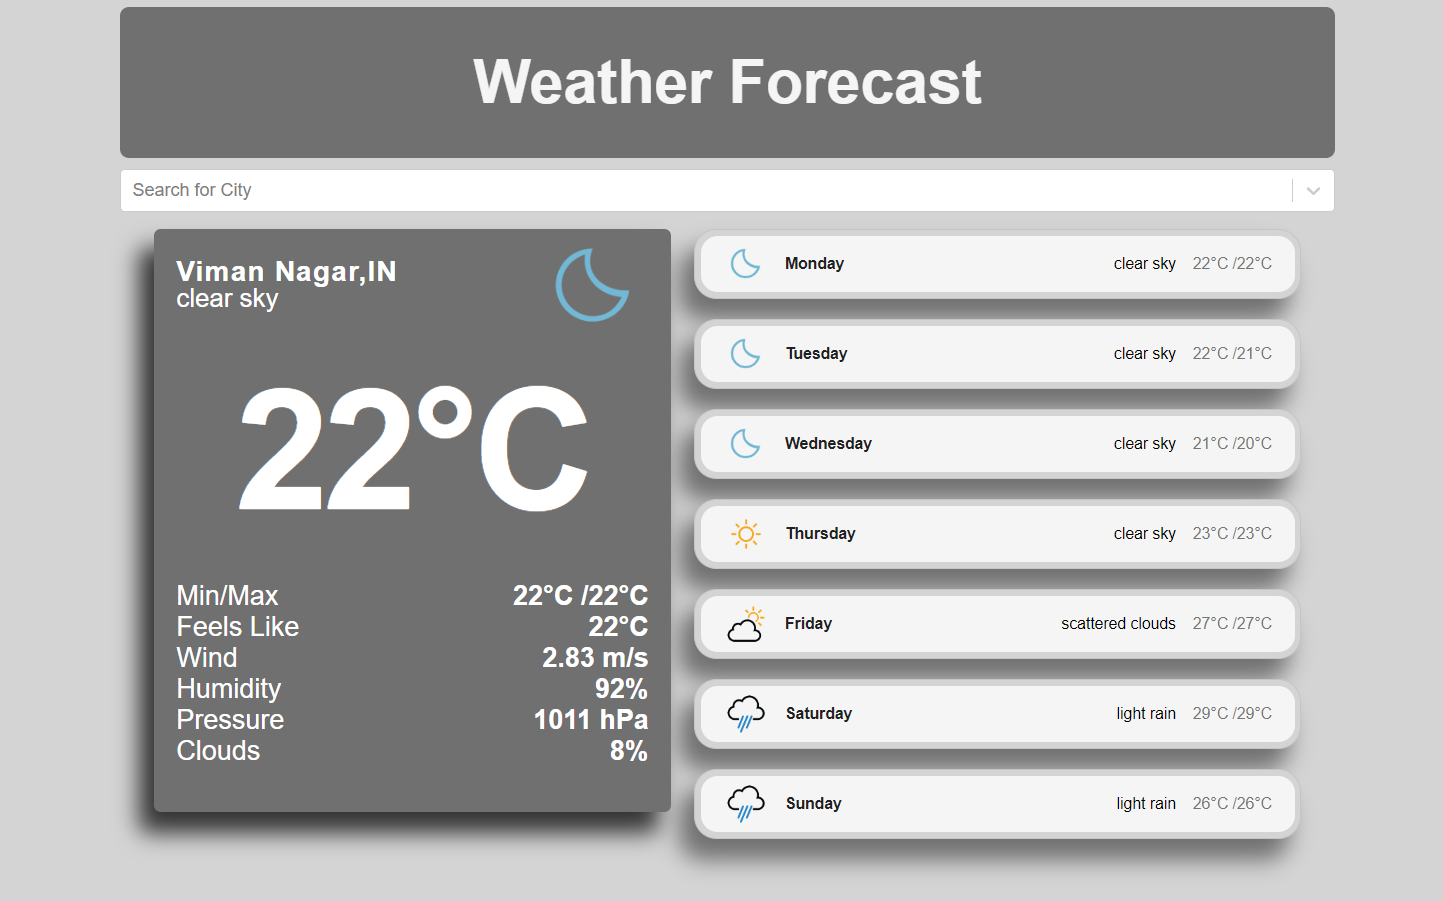 Weather Forecast
Search for City
Viman Nagar,IN
clear sky
22°C
Min/Max 22°C /22°C
Feels Like 22°C
Wind 2.83 m/s
Humidity 92%
Pressure 1011 hPa
Clouds 8%
Monday clear sky 22°C /22°C
Tuesday clear sky 22°C /21°C
Wednesday clear sky 21°C /20°C
Thursday clear sky 23°C /23°C
Friday scattered clouds 27°C /27°C
Saturday light rain 29°C /29°C
Sunday light rain 26°C /26°C